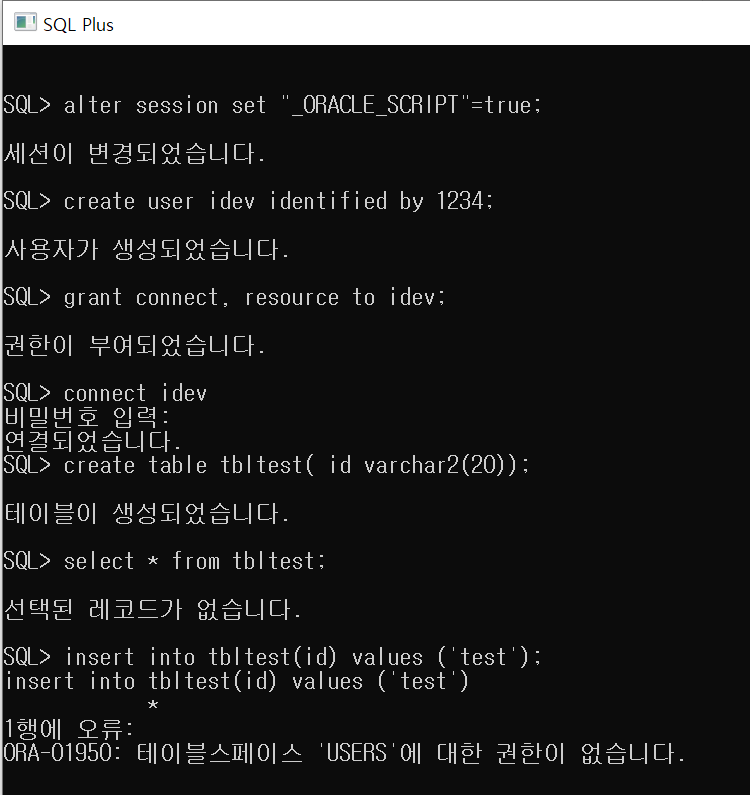 SQL Plus
SQL> alter session set "_ORACLE_SCRIPT"=true;
세션이 변경되었습니다.
SQL> create user idev identified by 1234;
사용자가 생성되었습니다.
SQL> grant connect, resource to idev;
권한이 부여되었습니다.
SQL> connect idev
비밀번호 입력:
연결되었습니다.
SQL> create table tbltest( id varchar2(20));
테이블이 생성되었습니다.
SQL> select * from tbltest;
선택된 레코드가 없습니다.
SQL> insert into tbltest(id) values ('test');
insert into tbltest(id) values ('test')
*
1행에 오류:
ORA-01950: 테이블스페이스 'USERS'에 대한 권한이 없습니다.